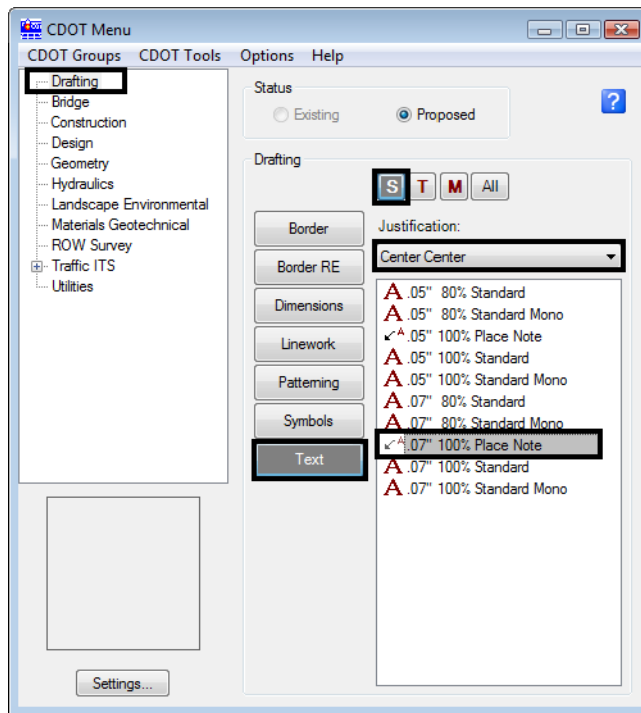 CDOT Menu
CDOT Groups CDOT Tools Options Help
Drafting
Bridge
Construction
Design
Geometry
Hydraulics
Landscape Environmental
Materials Geotechnical
ROW Survey
Traffic ITS
Utilities
Settings...
Status
Existing Proposed
?
Drafting
S T M All
Border
Border RE
Dimensions
Linework
Patterning
Symbols
Text
Justification:
Center Center
A .05" 80% Standard
A .05" 80% Standard Mono
A .05" 100% Place Note
A .05" 100% Standard
A .05" 100% Standard Mono
A .07" 80% Standard
A .07" 80% Standard Mono
A .07" 100% Place Note
A .07" 100% Standard
A .07" 100% Standard Mono